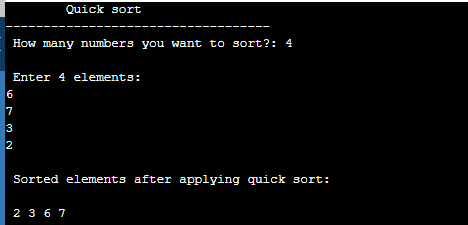 Quick sort
-----------------------------------
How many numbers you want to sort?: 4
Enter 4 elements:
6
7
3
2
Sorted elements after applying quick sort:
2 3 6 7